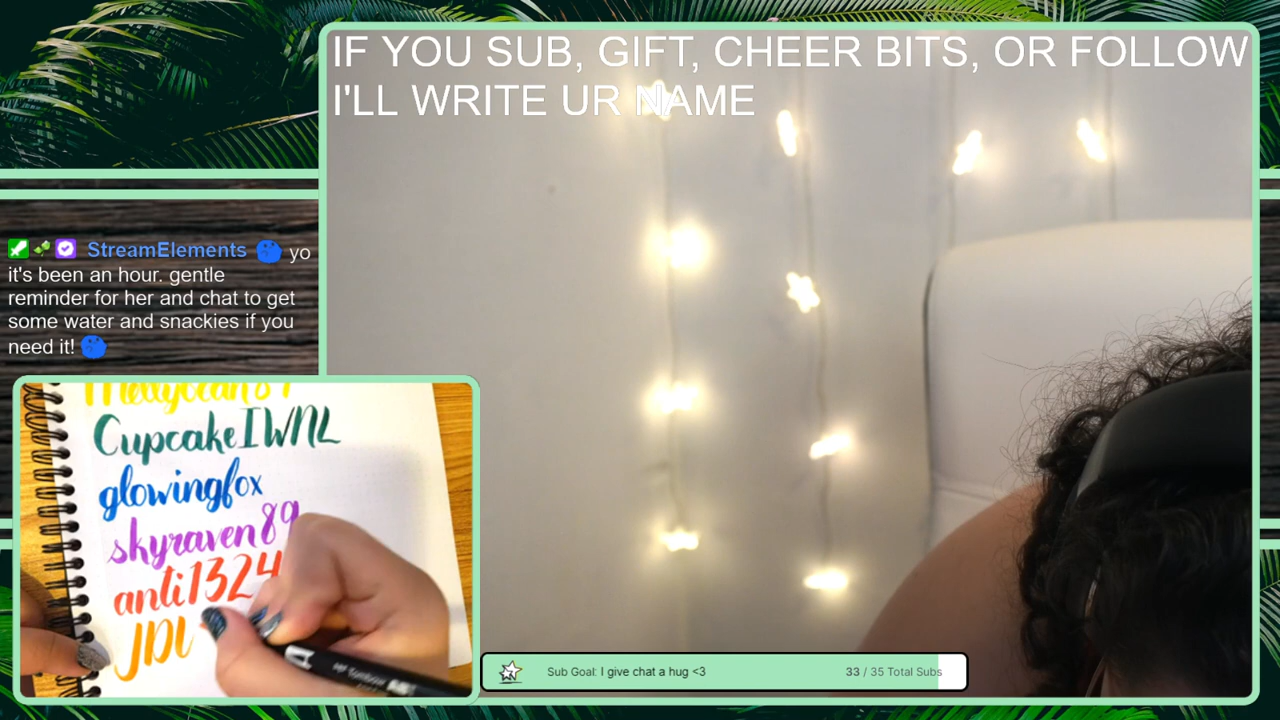 IF YOU SUB, GIFT, CHEER BITS, OR FOLLOW
I'LL WRITE UR NAME
StreamElements yo
it's been an hour. gentle
reminder for her and chat to get
some water and snackies if you
need it!
CupcakeIWNL
glowingfox
skyraven89
anti1324
JDL
Tombow
Sub Goal: I give chat a hug <3 33 / 35 Total Subs